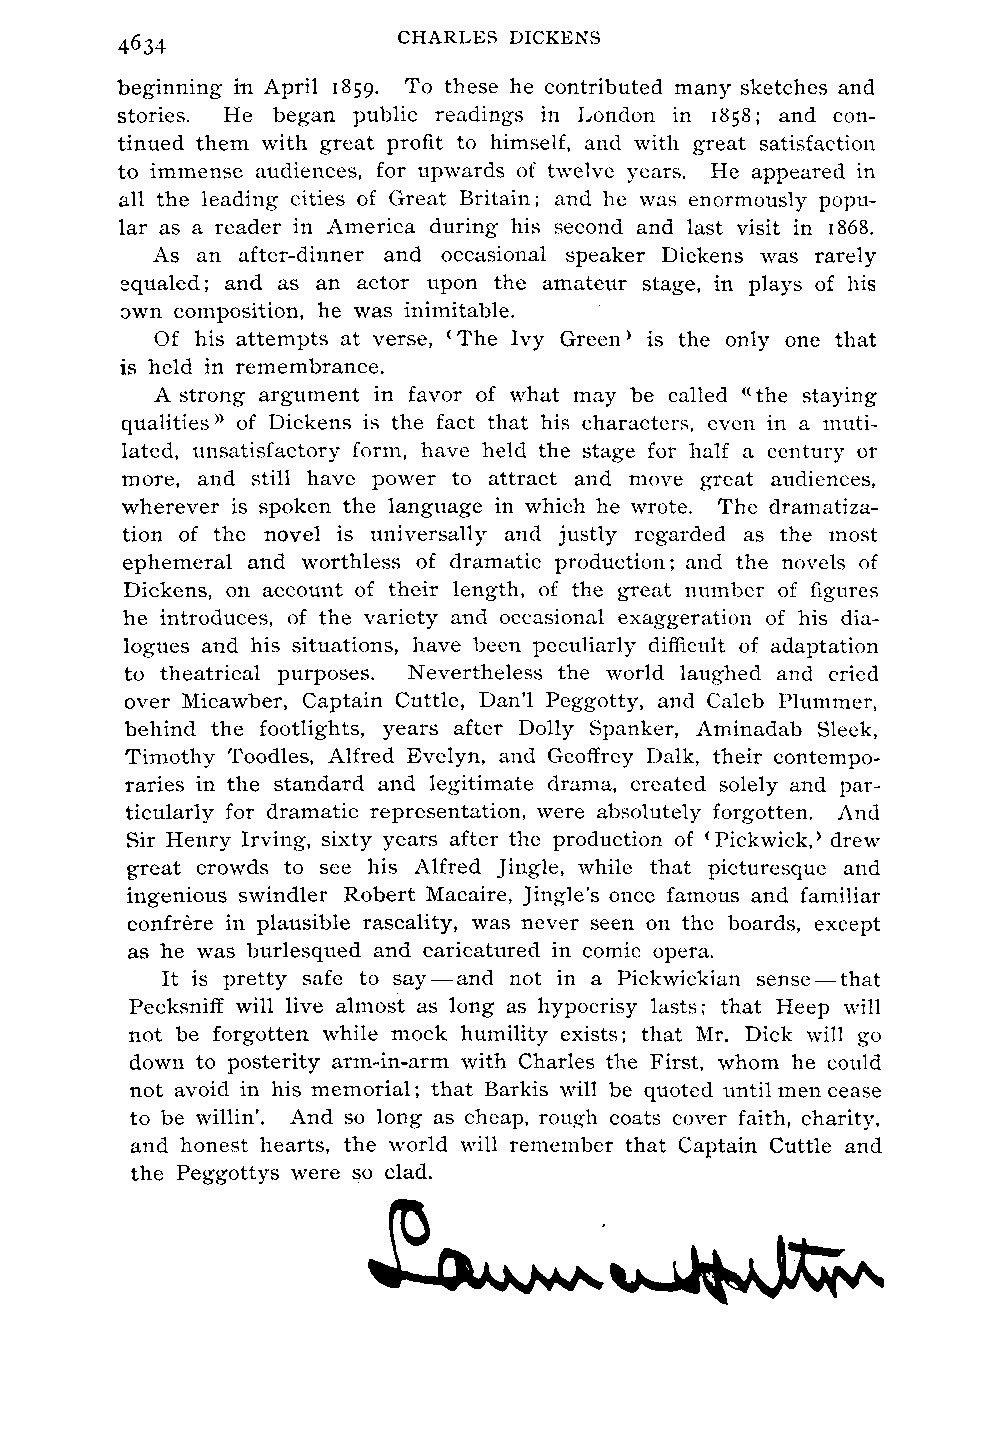 4634
CHARLES DICKENS
beginning in April 1859. To these he contributed many sketches and
stories. He began public readings in London in 1858; and con-
tinued them with great profit to himself, and with great satisfaction
to immense audiences, for upwards of twelve years. He appeared in
all the leading cities of Great Britain; and he was enormously popu-
lar as a reader in America during his second and last visit in 1868.
As an after-dinner and occasional speaker Dickens was rarely
equaled; and as an actor upon the amateur stage, in plays of his
own composition, he was inimitable.
Of his attempts at verse, ‘The Ivy Green’ is the only one that
is held in remembrance.
A strong argument in favor of what may be called “the staying
qualities” of Dickens is the fact that his characters, even in a muti-
lated, unsatisfactory form, have held the stage for half a century or
more, and still have power to attract and move great audiences,
wherever is spoken the language in which he wrote. The dramatiza-
tion of the novel is universally and justly regarded as the most
ephemeral and worthless of dramatic production; and the novels of
Dickens, on account of their length, of the great number of figures
he introduces, of the variety and occasional exaggeration of his dia-
logues and his situations, have been peculiarly difficult of adaptation
to theatrical purposes. Nevertheless the world laughed and cried
over Micawber, Captain Cuttle, Dan'l Peggotty, and Caleb Plummer,
behind the footlights, years after Dolly Spanker, Aminadab Sleek,
Timothy Toodles, Alfred Evelyn, and Geoffrey Dalk, their contempo-
raries in the standard and legitimate drama, created solely and par-
ticularly for dramatic representation, were absolutely forgotten. And
Sir Henry Irving, sixty years after the production of ‘Pickwick,’ drew
great crowds to see his Alfred Jingle, while that picturesque and
ingenious swindler Robert Macaire, Jingle's once famous and familiar
confrère in plausible rascality, was never seen on the boards, except
as he was burlesqued and caricatured in comic opera.
It is pretty safe to say—and not in a Pickwickian sense—that
Pecksniff will live almost as long as hypocrisy lasts; that Heep will
not be forgotten while mock humility exists; that Mr. Dick will go
down to posterity arm-in-arm with Charles the First, whom he could
not avoid in his memorial; that Barkis will be quoted until men cease
to be willin'. And so long as cheap, rough coats cover faith, charity,
and honest hearts, the world will remember that Captain Cuttle and
the Peggottys were so clad.
Laurence Hutton